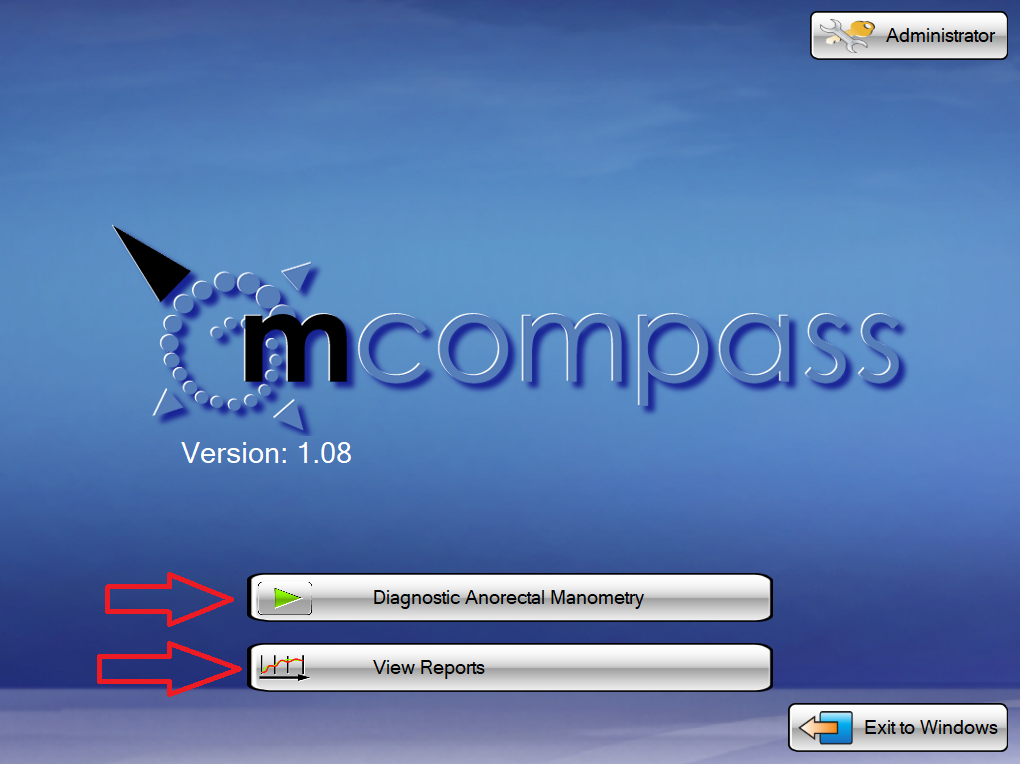 Administrator
mcompass
Version: 1.08
Diagnostic Anorectal Manometry
View Reports
Exit to Windows